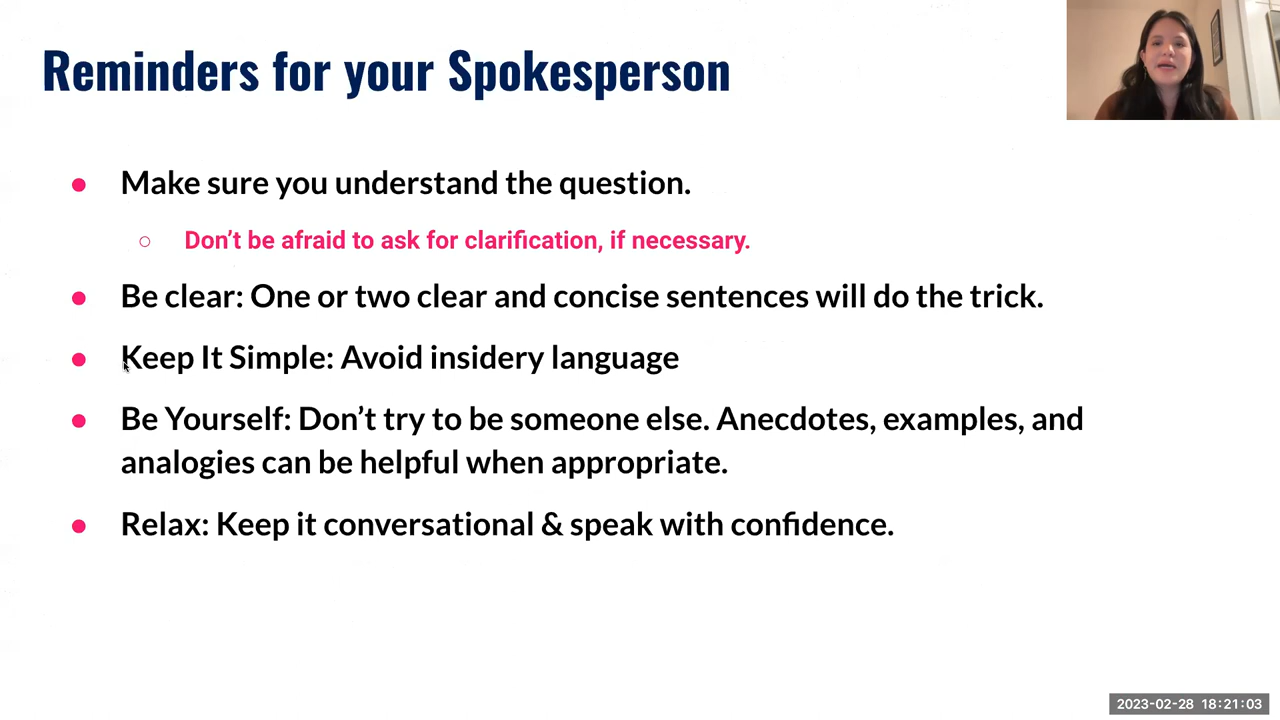 Reminders for your Spokesperson
● Make sure you understand the question.
○ Don’t be afraid to ask for clarification, if necessary.
● Be clear: One or two clear and concise sentences will do the trick.
● Keep It Simple: Avoid insidery language
● Be Yourself: Don’t try to be someone else. Anecdotes, examples, and
analogies can be helpful when appropriate.
● Relax: Keep it conversational & speak with confidence.
2023-02-28 18:21:03